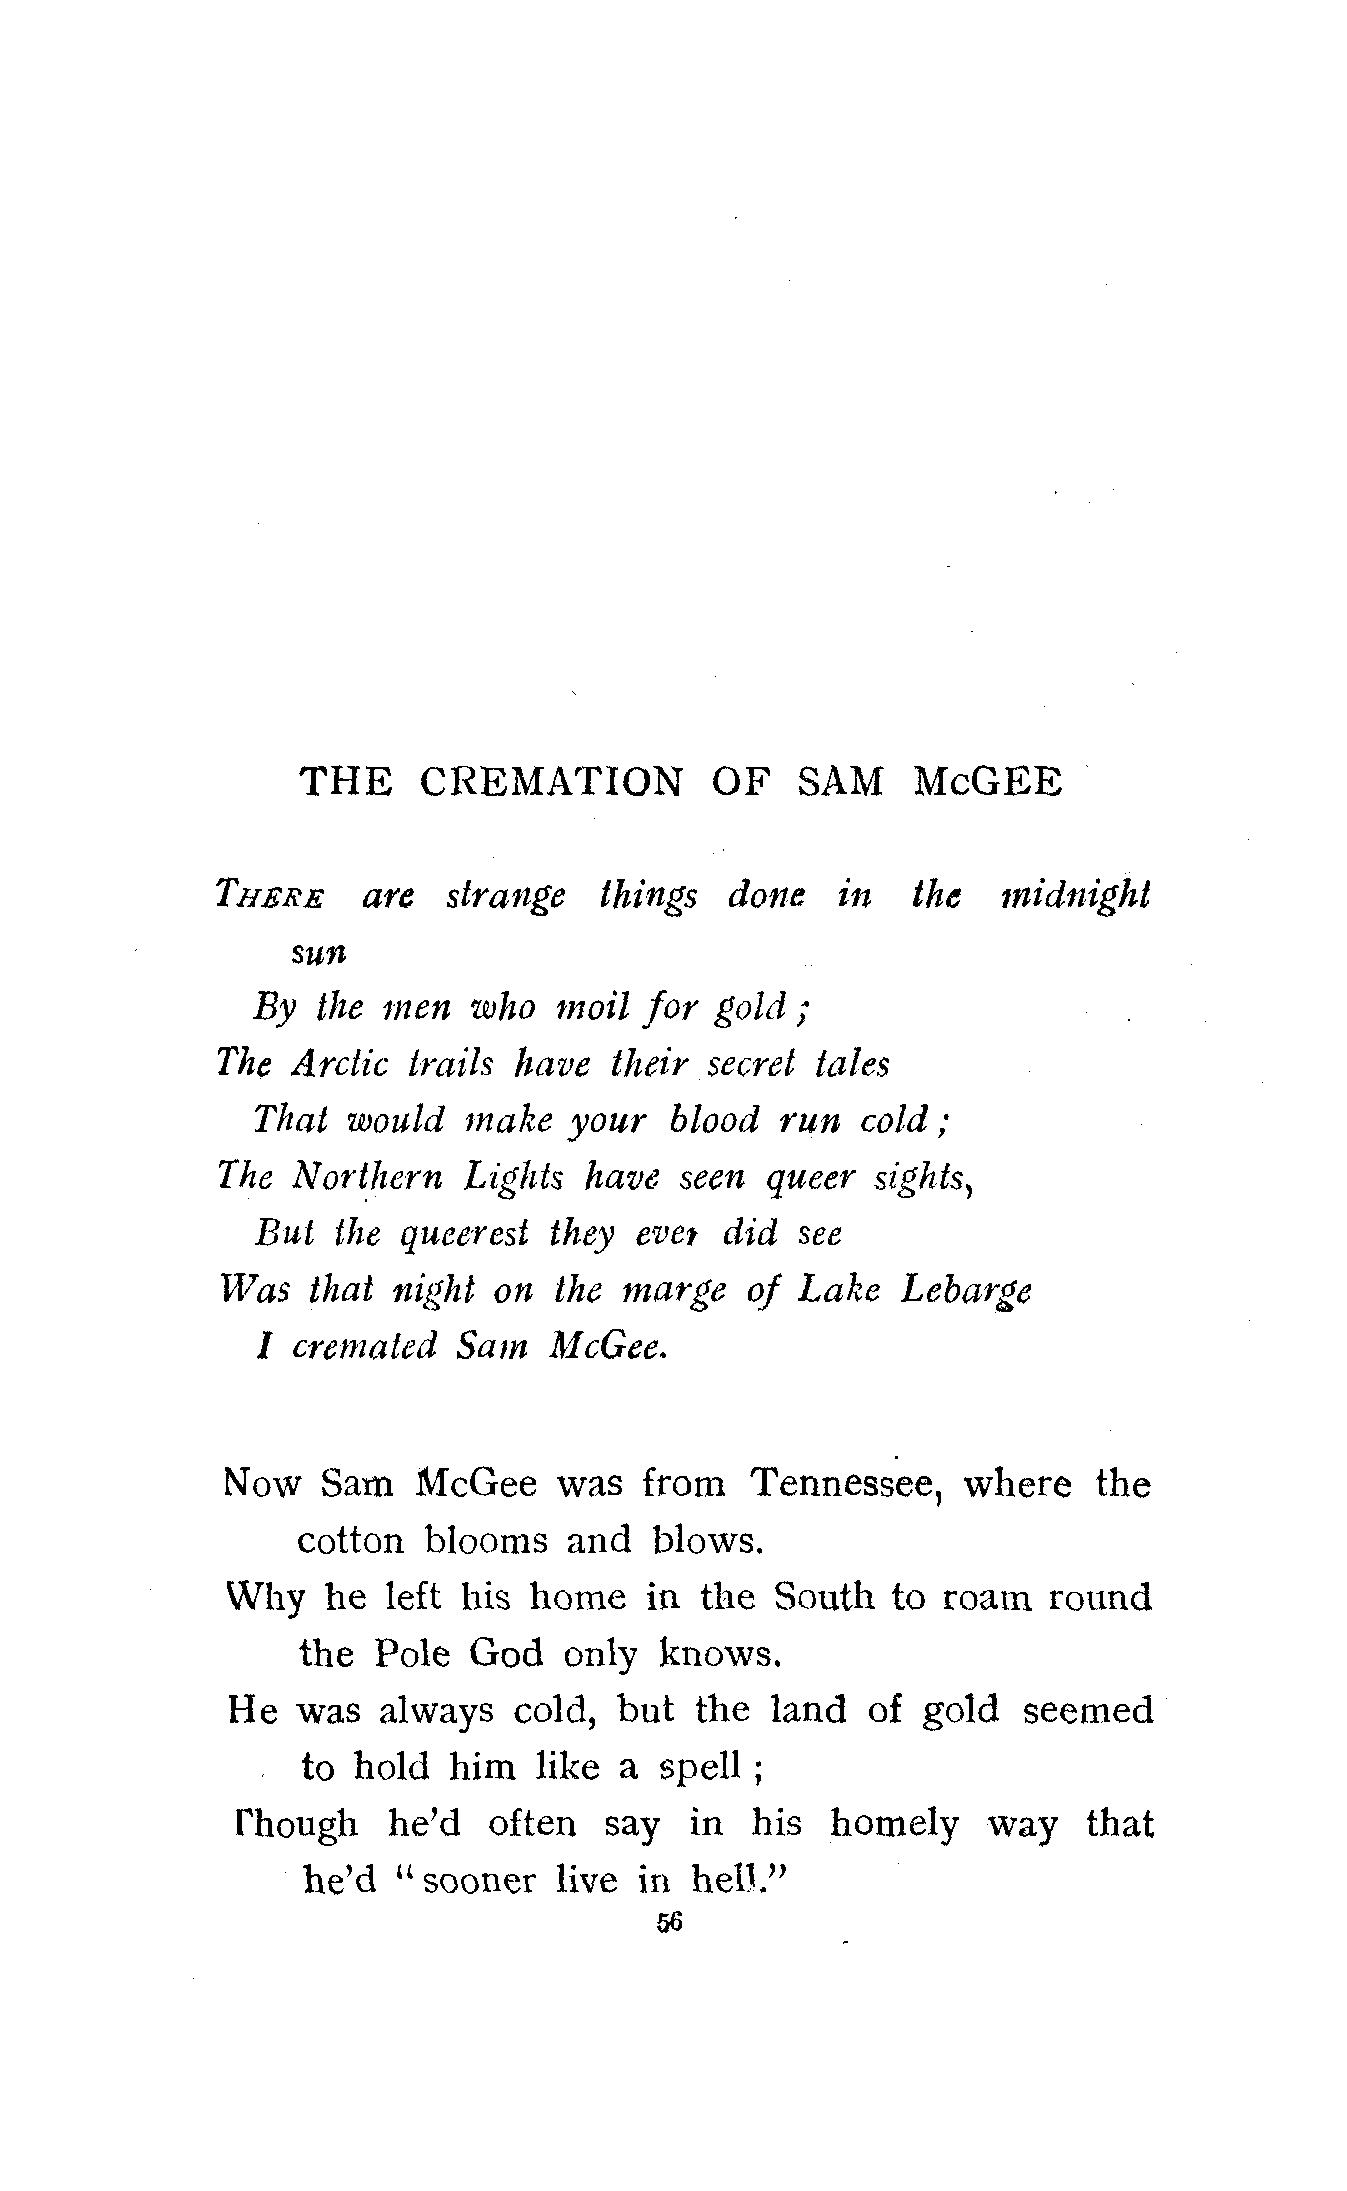 THE CREMATION OF SAM McGEE
THERE are strange things done in the midnight
sun
By the men who moil for gold ;
The Arctic trails have their secret tales
That would make your blood run cold ;
The Northern Lights have seen queer sights,
But the queerest they ever did see
Was that night on the marge of Lake Lebarge
I cremated Sam McGee.
Now Sam McGee was from Tennessee, where the
cotton blooms and blows.
Why he left his home in the South to roam round
the Pole God only knows.
He was always cold, but the land of gold seemed
to hold him like a spell ;
Though he'd often say in his homely way that
he'd “ sooner live in hell.”
56